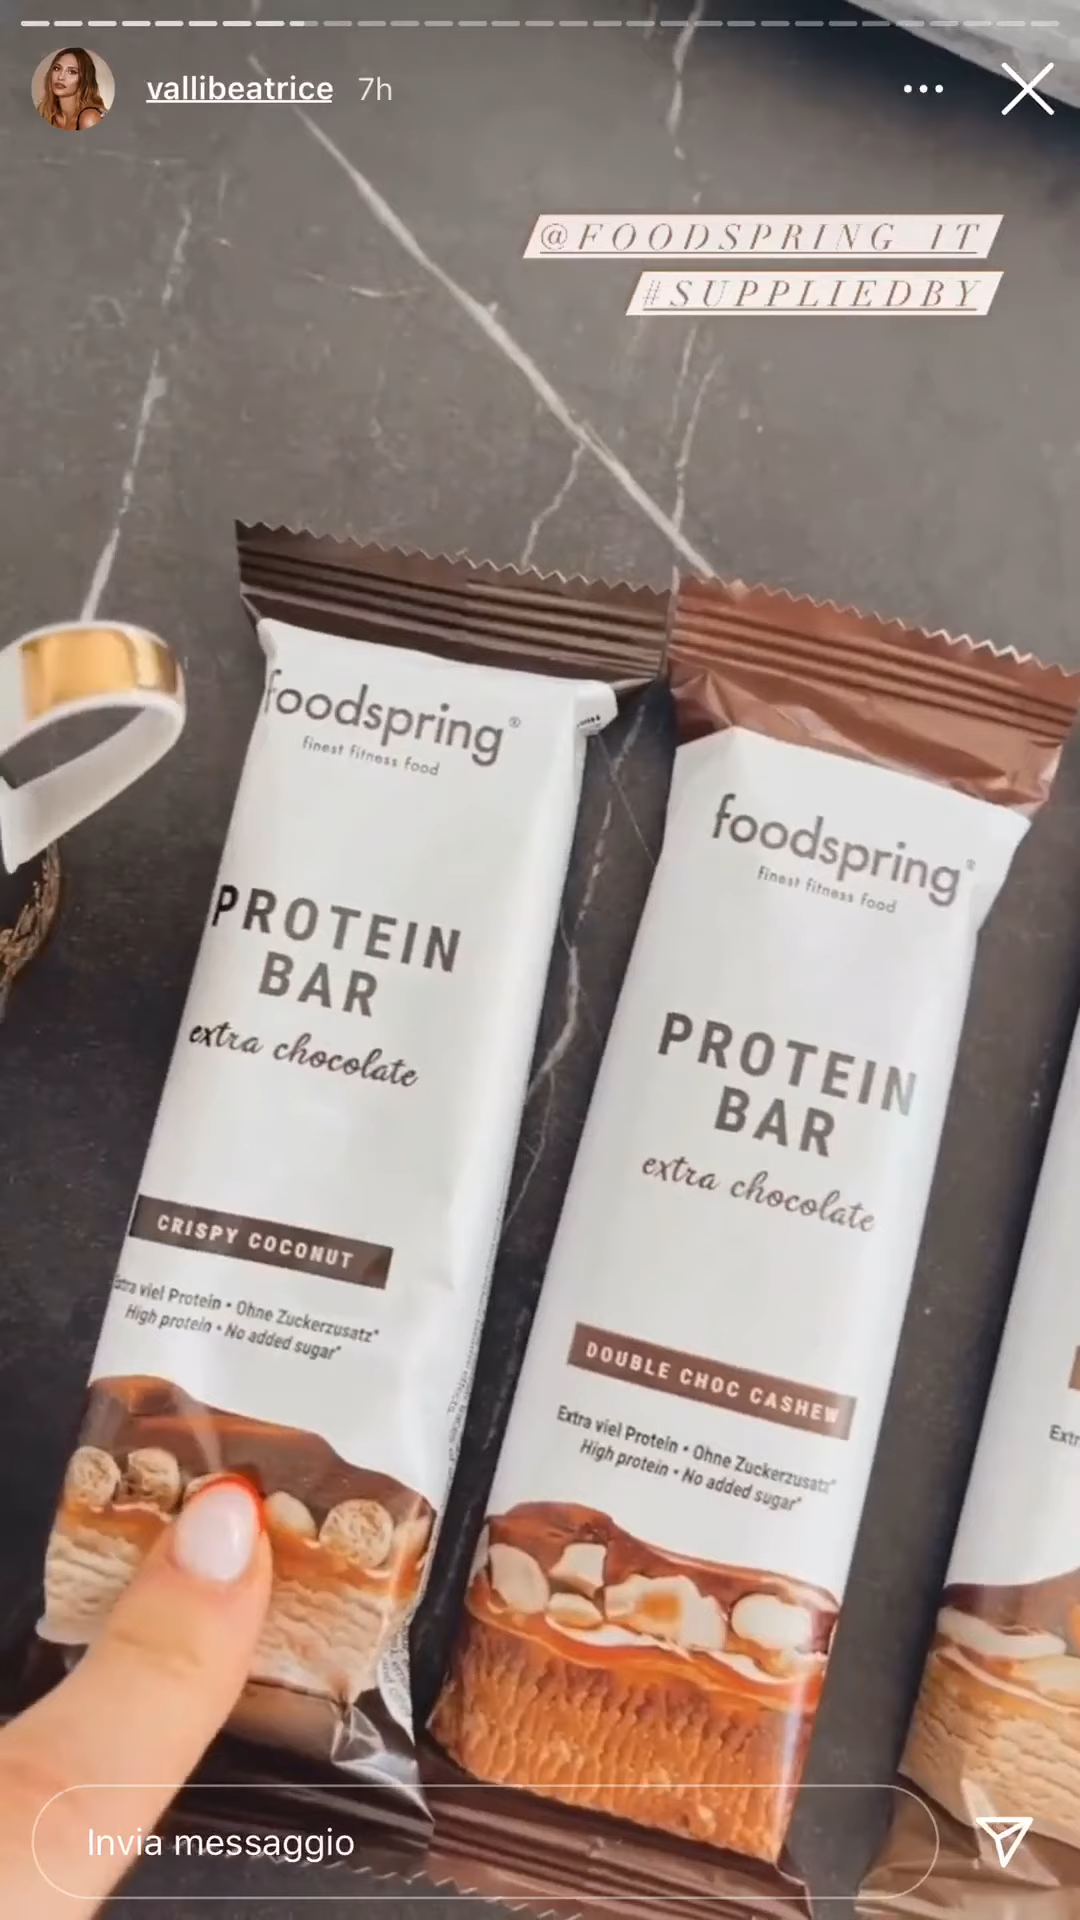 vallibeatrice 7h
@FOODSPRING_IT
#SUPPLIEDBY
foodspring®
finest fitness food
PROTEIN
BAR
extra chocolate
CRISPY COCONUT
Extra viel Protein • Ohne Zuckerzusatz*
High protein • No added sugar*
foodspring®
finest fitness food
PROTEIN
BAR
extra chocolate
DOUBLE CHOC CASHEW
Extra viel Protein • Ohne Zuckerzusatz*
High protein • No added sugar*
Extr
Invia messaggio